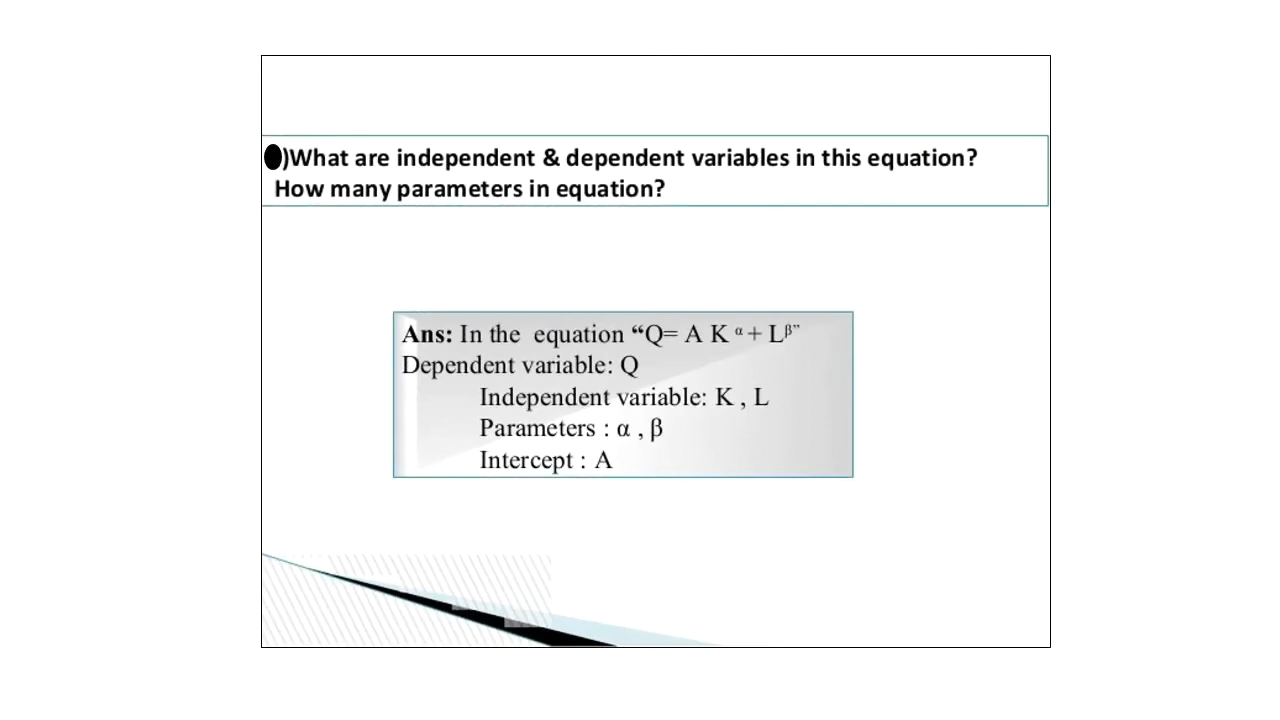 )What are independent & dependent variables in this equation?
How many parameters in equation?
Ans: In the equation “Q= A K α + Lβ”
Dependent variable: Q
Independent variable: K , L
Parameters : α , β
Intercept : A